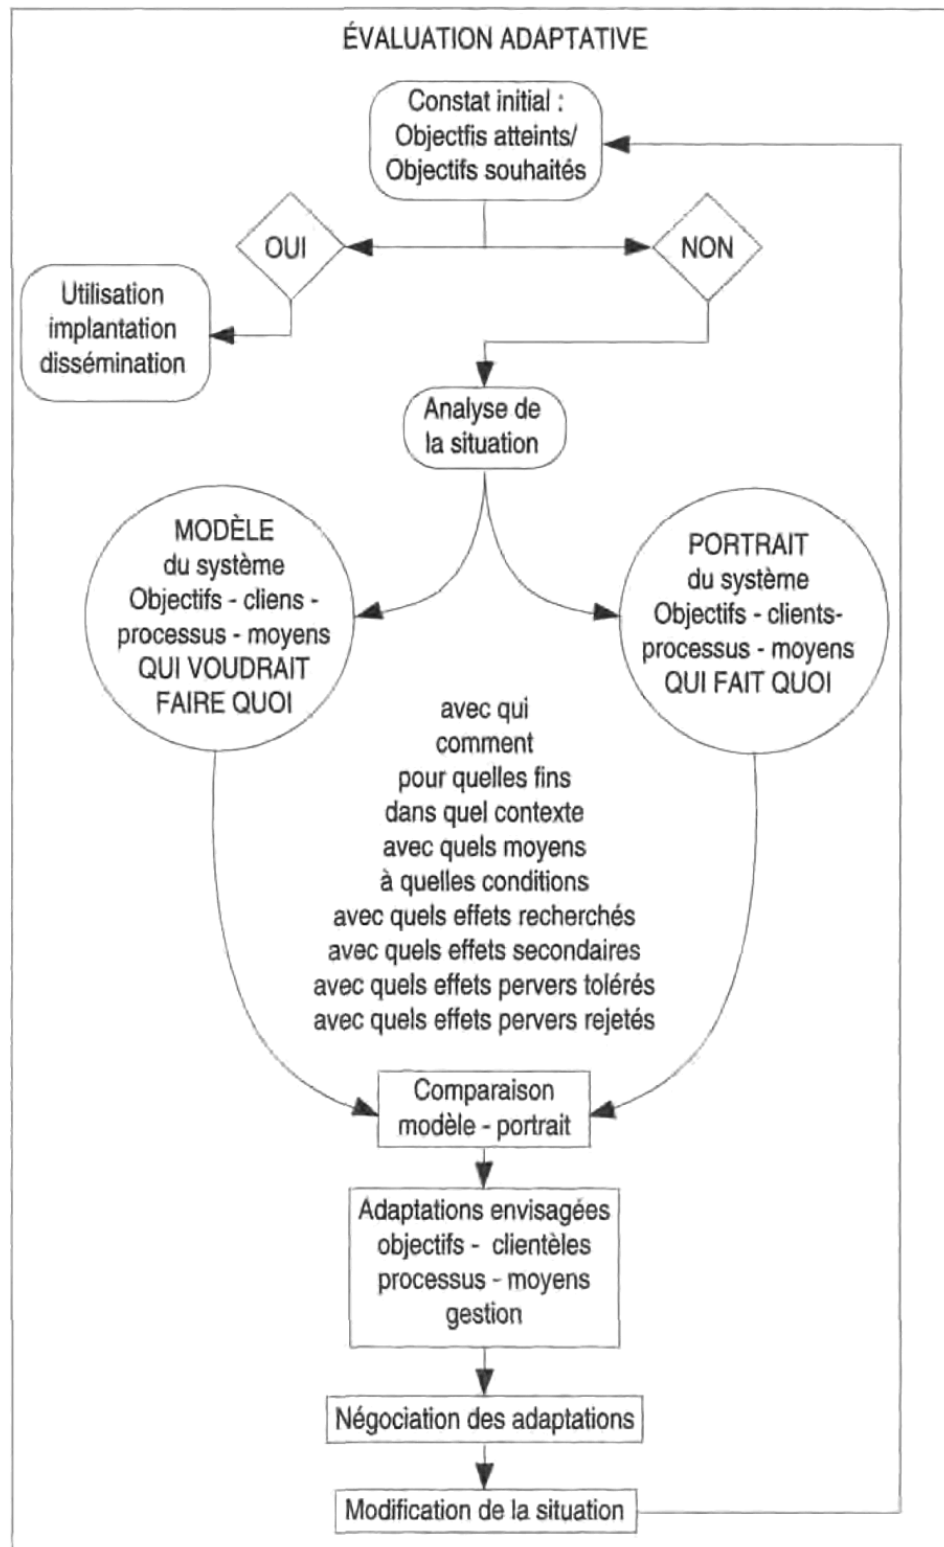 ÉVALUATION ADAPTATIVE
Constat initial :
Objectfis atteints/
Objectifs souhaités
OUI
NON
Utilisation
implantation
dissémination
Analyse de
la situation
MODÈLE
du système
Objectifs - cliens -
processus - moyens
QUI VOUDRAIT
FAIRE QUOI
PORTRAIT
du système
Objectifs - clients-
processus - moyens
QUI FAIT QUOI
avec qui
comment
pour quelles fins
dans quel contexte
avec quels moyens
à quelles conditions
avec quels effets recherchés
avec quels effets secondaires
avec quels effets pervers tolérés
avec quels effets pervers rejetés
Comparaison
modèle - portrait
Adaptations envisagées
objectifs - clientèles
processus - moyens
gestion
Négociation des adaptations
Modification de la situation